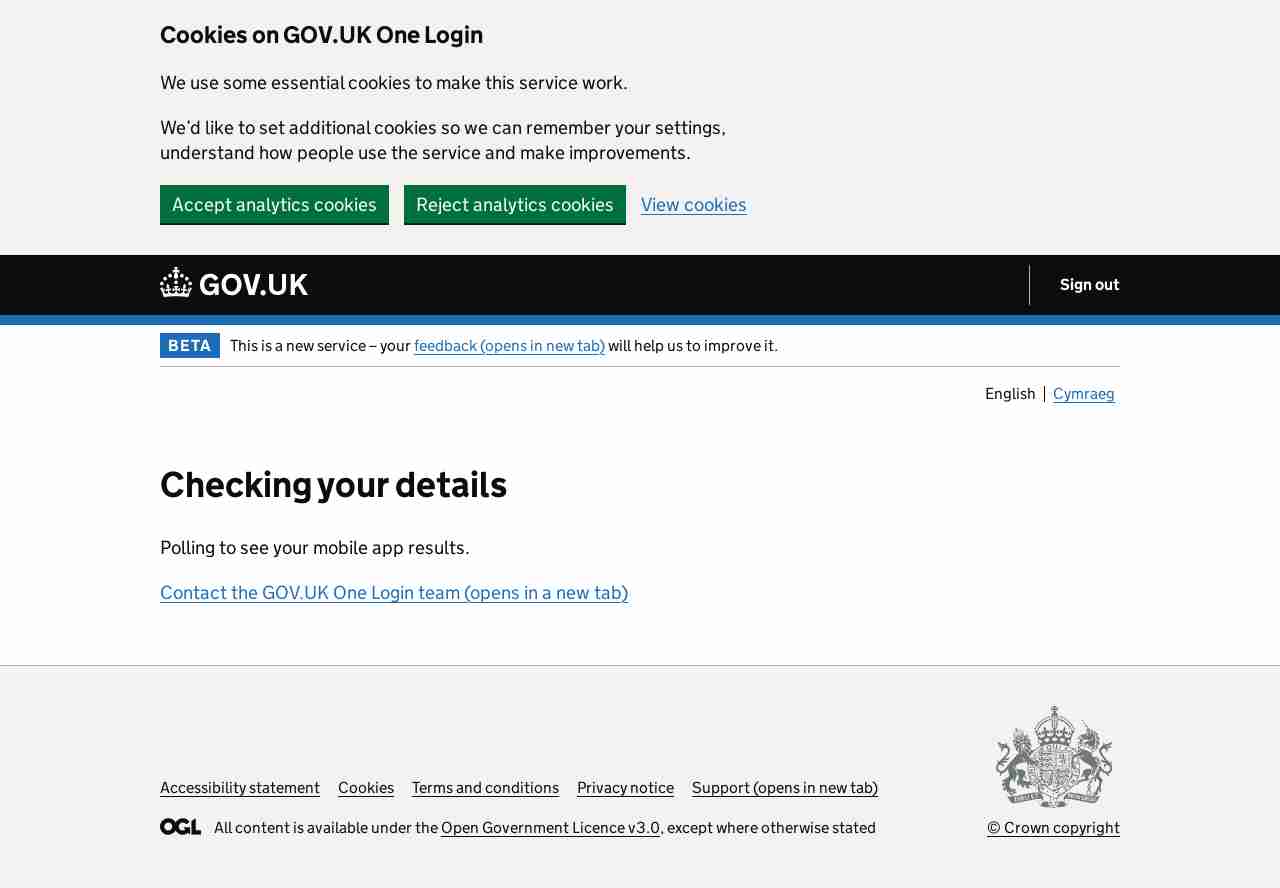 Cookies on GOV.UK One Login
We use some essential cookies to make this service work.
We'd like to set additional cookies so we can remember your settings,
understand how people use the service and make improvements.
Accept analytics cookies Reject analytics cookies View cookies
GOV.UK Sign out
BETA This is a new service – your feedback (opens in new tab) will help us to improve it.
English Cymraeg
Checking your details
Polling to see your mobile app results.
Contact the GOV.UK One Login team (opens in a new tab)
Accessibility statement Cookies Terms and conditions Privacy notice Support (opens in new tab)
OGL All content is available under the Open Government Licence v3.0, except where otherwise stated © Crown copyright